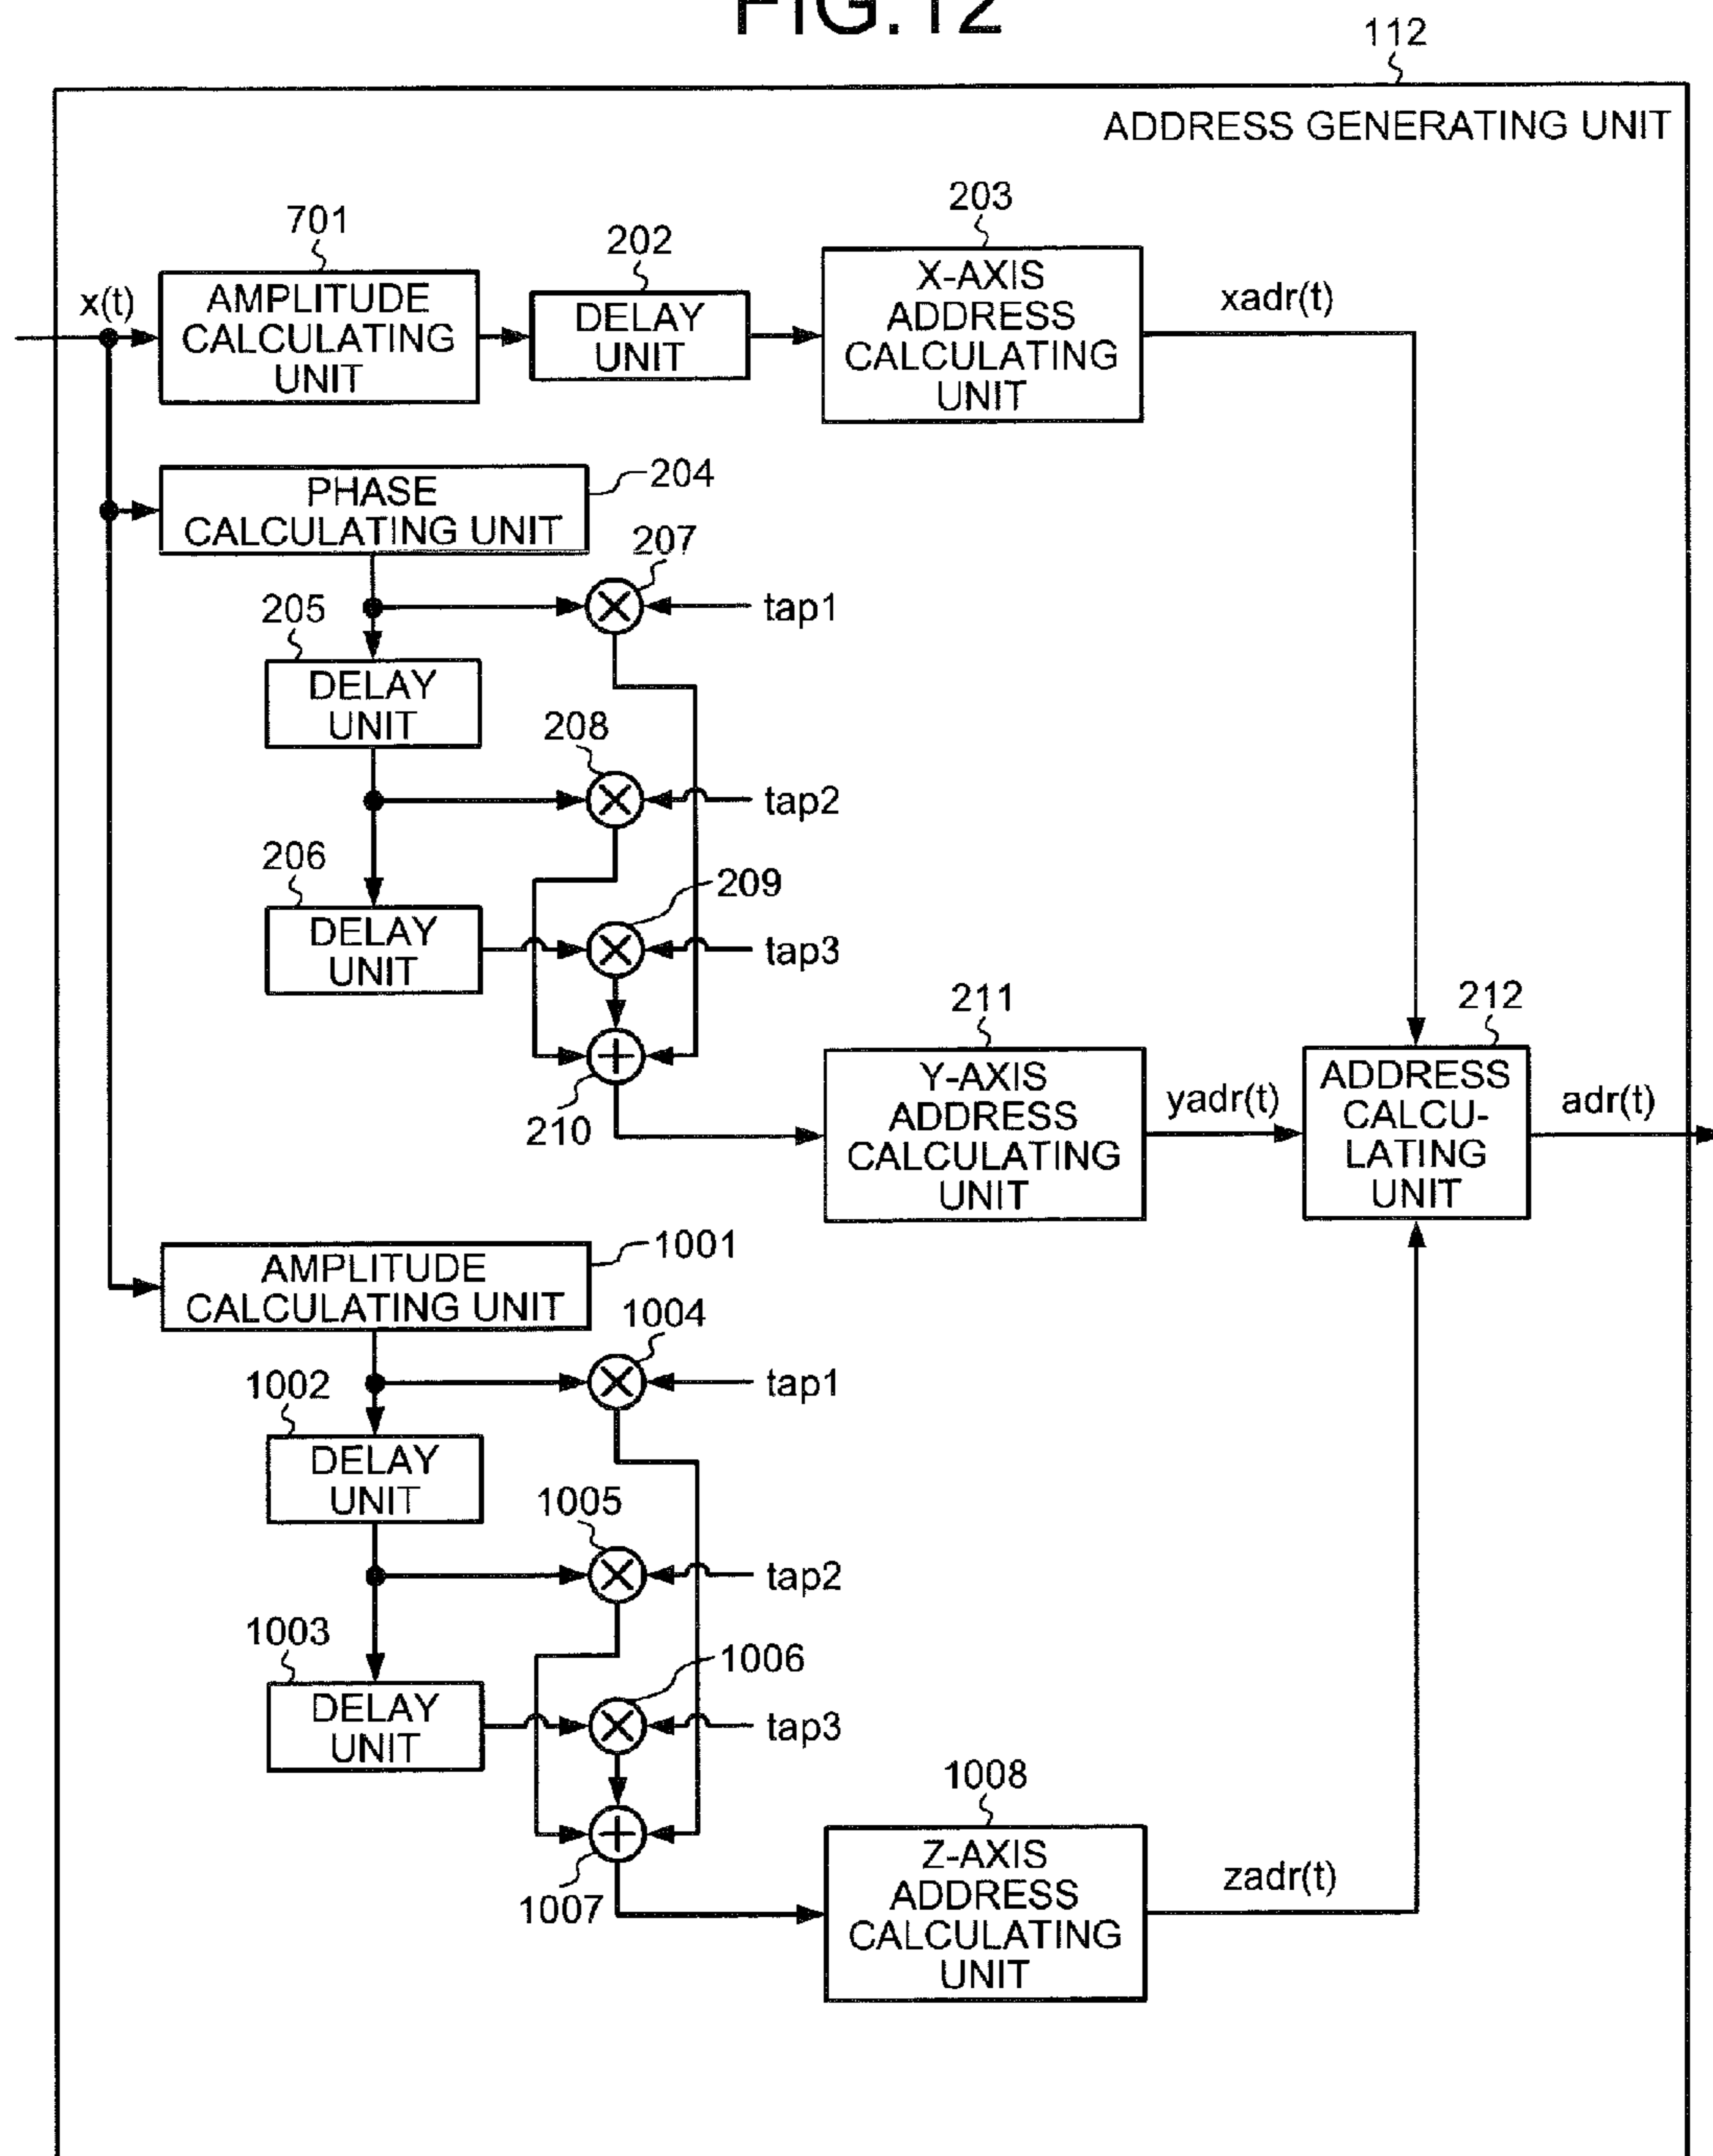 FIG.12
112
ADDRESS GENERATING UNIT
701
202
203
x(t)
AMPLITUDE
CALCULATING
UNIT
DELAY
UNIT
X-AXIS
ADDRESS
CALCULATING
UNIT
xadr(t)
PHASE
CALCULATING UNIT
204
207
tap1
205
DELAY
UNIT
208
tap2
206
DELAY
UNIT
209
tap3
210
211
Y-AXIS
ADDRESS
CALCULATING
UNIT
yadr(t)
212
ADDRESS
CALCU-
LATING
UNIT
adr(t)
AMPLITUDE
CALCULATING UNIT
1001
1004
tap1
1002
DELAY
UNIT
1005
tap2
1003
DELAY
UNIT
1006
tap3
1007
1008
Z-AXIS
ADDRESS
CALCULATING
UNIT
zadr(t)